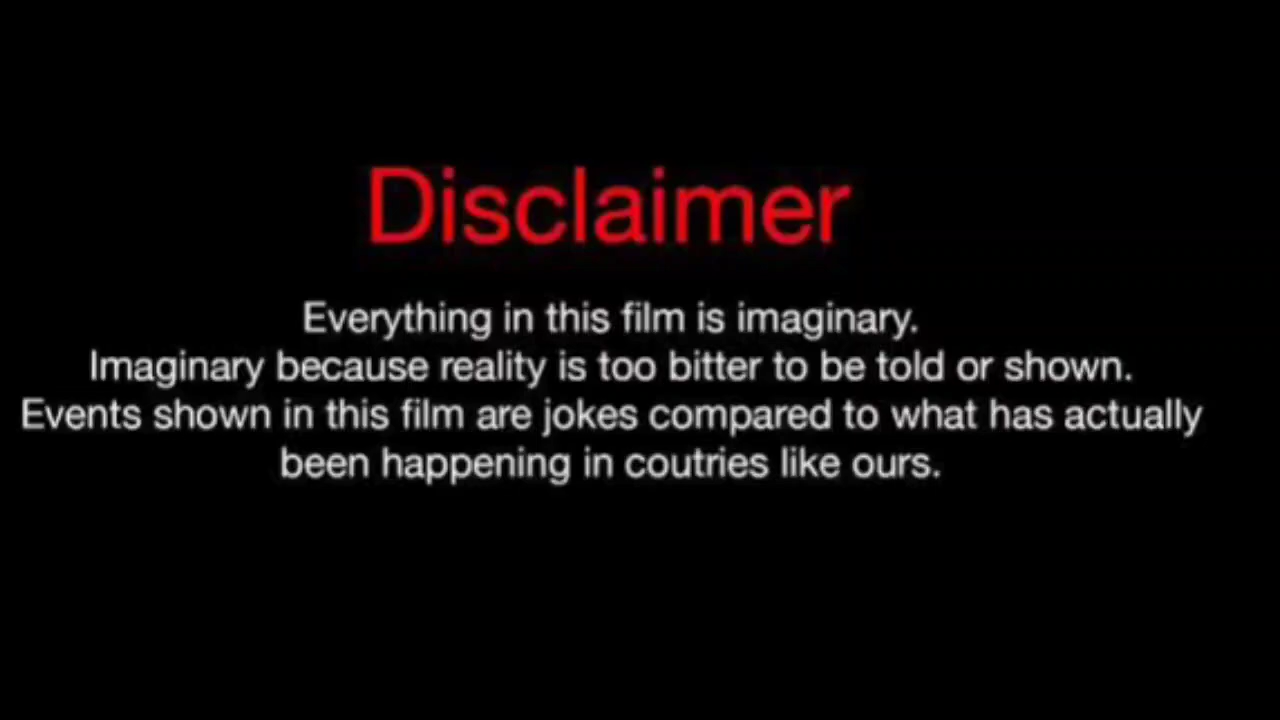 Disclaimer
Everything in this film is imaginary.
Imaginary because reality is too bitter to be told or shown.
Events shown in this film are jokes compared to what has actually
been happening in coutries like ours.